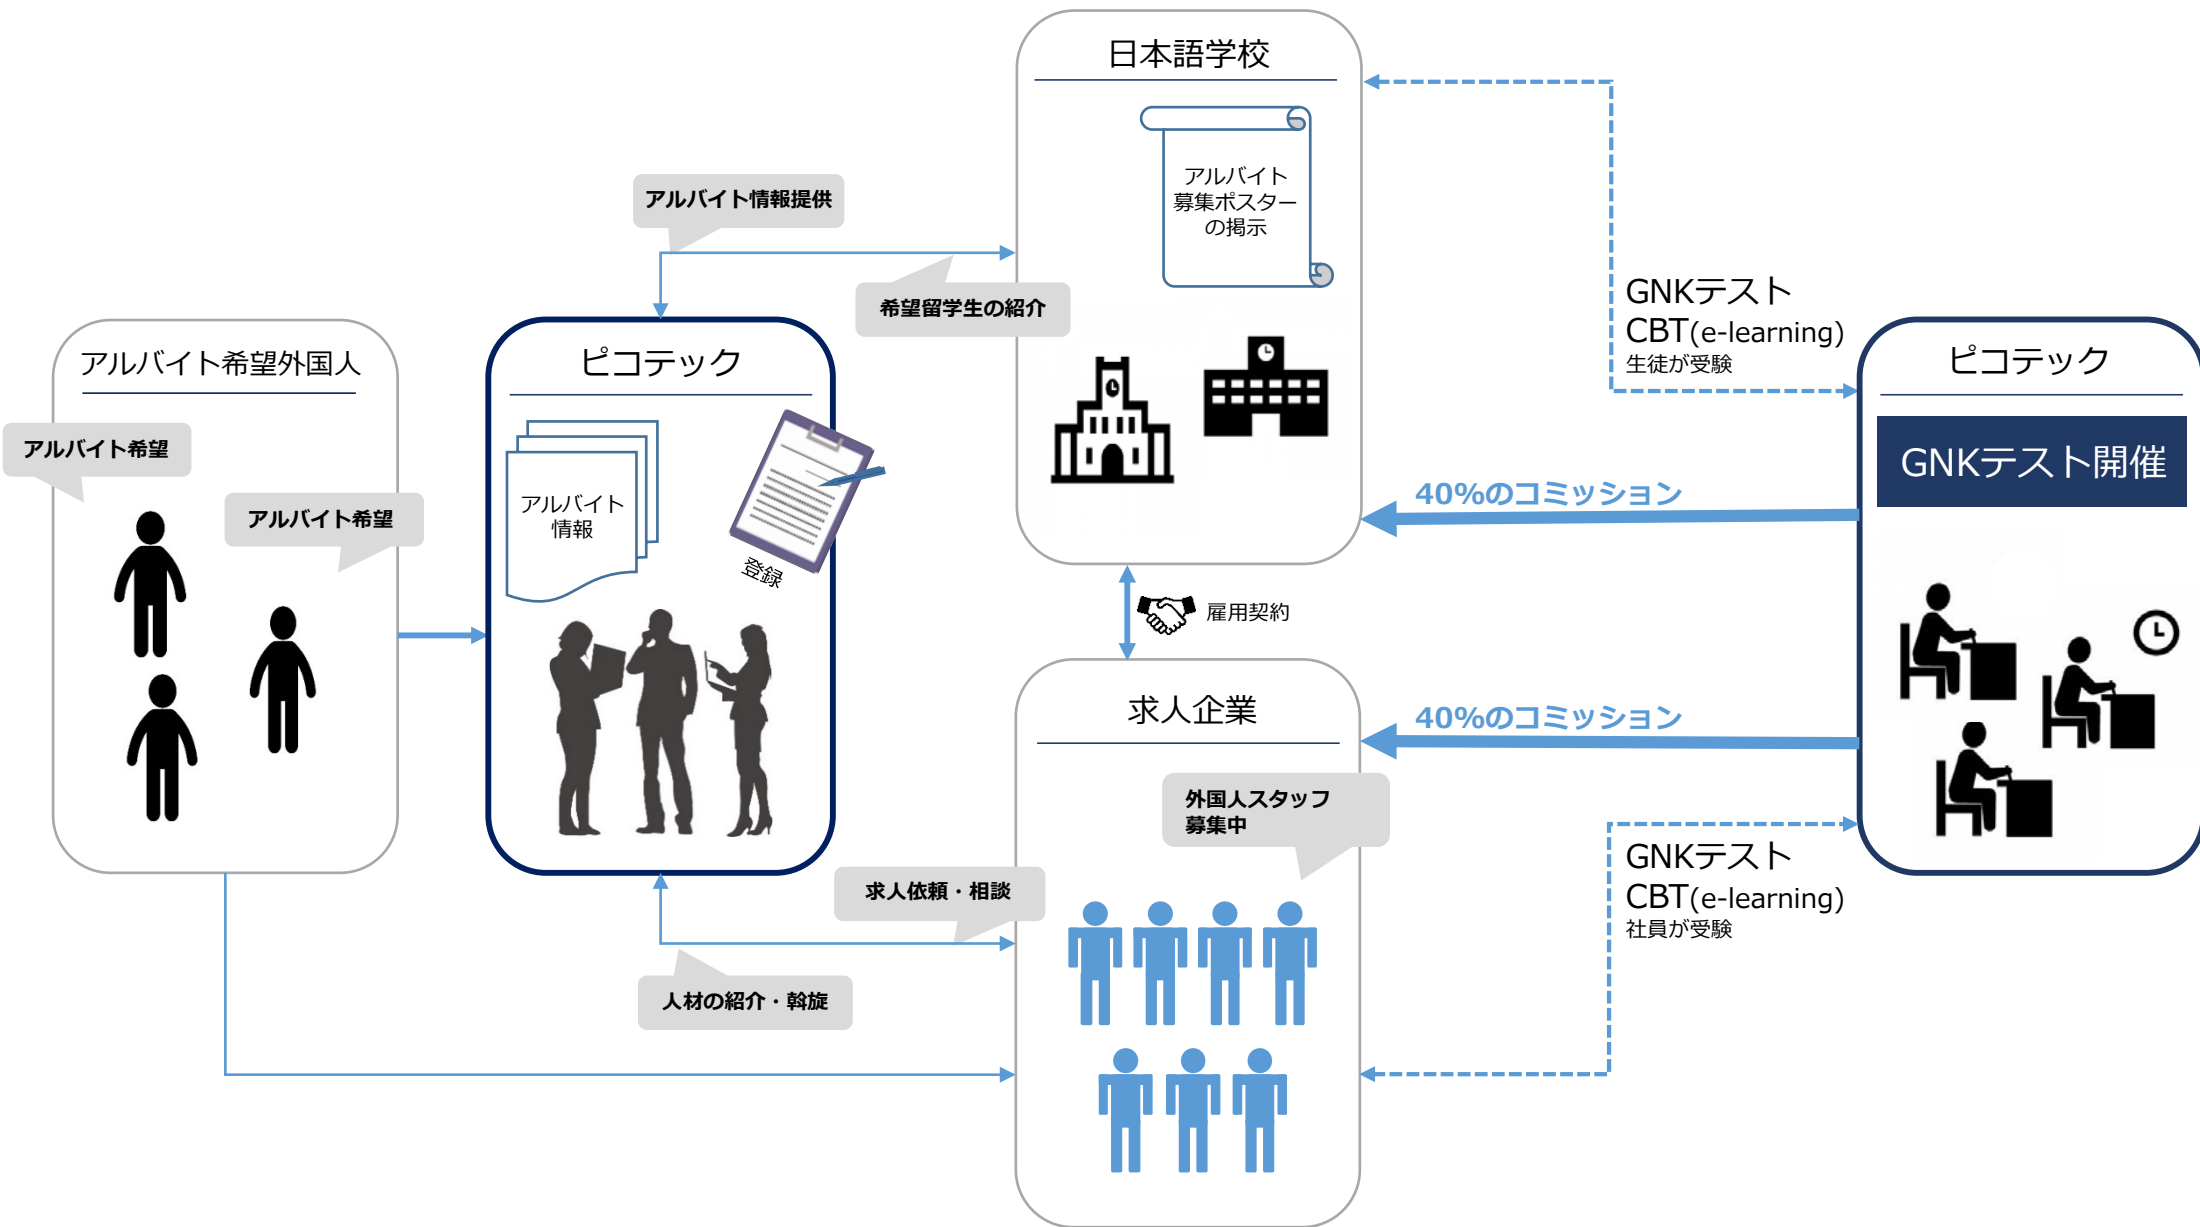 日本語学校
アルバイト
募集ポスター
の掲示
アルバイト情報提供
希望留学生の紹介
GNKテスト
CBT(e-learning)
生徒が受験
アルバイト希望外国人
アルバイト希望
アルバイト希望
ピコテック
アルバイト
情報
登録
ピコテック
GNKテスト開催
40%のコミッション
雇用契約
求人企業
40%のコミッション
外国人スタッフ
募集中
求人依頼・相談
人材の紹介・斡旋
GNKテスト
CBT(e-learning)
社員が受験